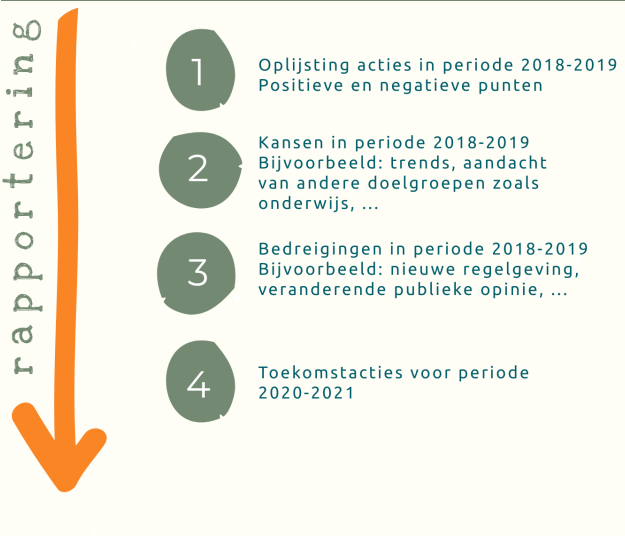 rapportering
1
Oplijsting acties in periode 2018-2019
Positieve en negatieve punten
2
Kansen in periode 2018-2019
Bijvoorbeeld: trends, aandacht
van andere doelgroepen zoals
onderwijs, ...
3
Bedreigingen in periode 2018-2019
Bijvoorbeeld: nieuwe regelgeving,
veranderende publieke opinie, ...
4
Toekomstacties voor periode
2020-2021